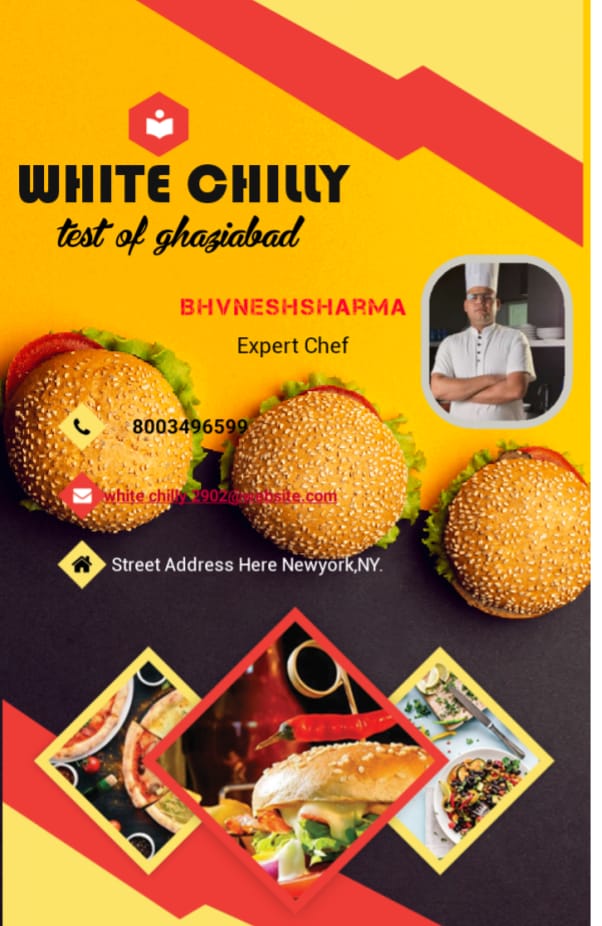 WHITE CHILLY
test of ghaziabad
BHVNESHSHARMA
Expert Chef
8003496599
white chilly 2902@website.com
Street Address Here Newyork,NY.